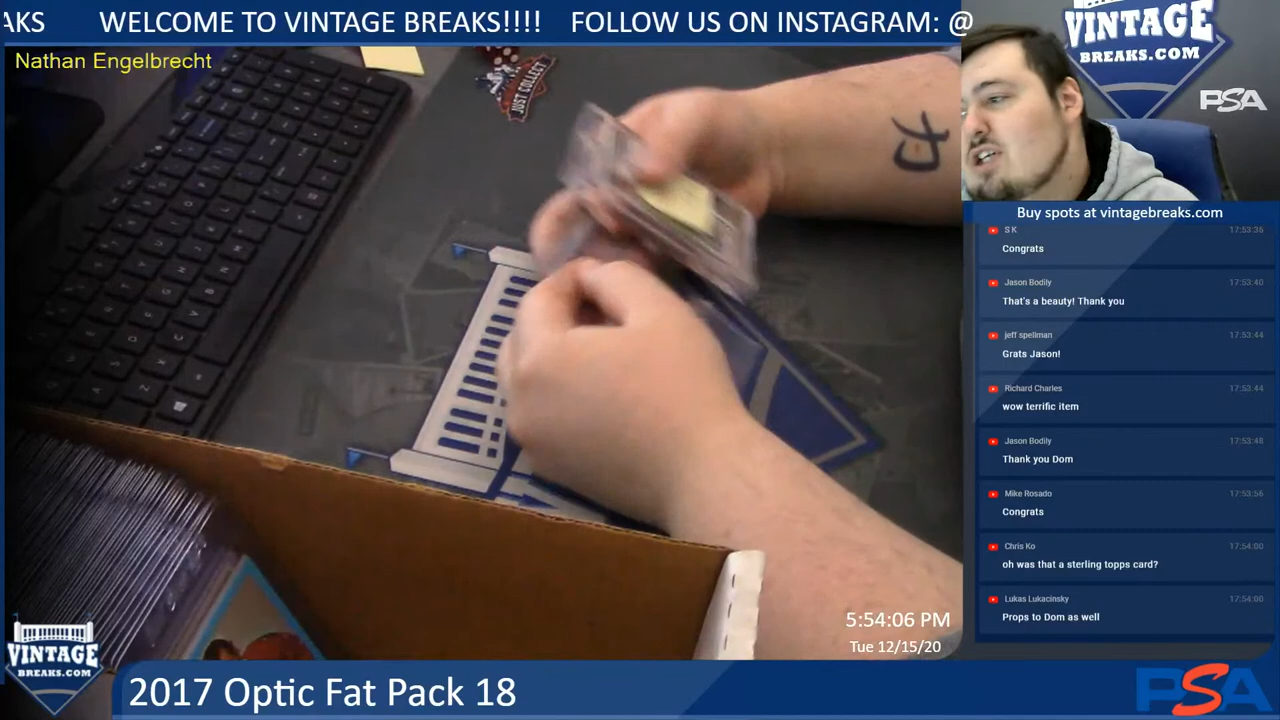 AKS WELCOME TO VINTAGE BREAKS!!!! FOLLOW US ON INSTAGRAM: @
Nathan Engelbrecht
JUST COLLECT
力
VINTAGE
BREAKS.COM
PSA
Buy spots at vintagebreaks.com
S K 17:53:36
Congrats
Jason Bodily 17:53:40
That's a beauty! Thank you
jeff spellman 17:53:44
Grats Jason!
Richard Charles 17:53:44
wow terrific item
Jason Bodily 17:53:48
Thank you Dom
Mike Rosado 17:53:56
Congrats
Chris Ko 17:54:00
oh was that a sterling topps card?
Lukas Lukacinsky 17:54:00
Props to Dom as well
5:54:06 PM
Tue 12/15/20
VINTAGE
BREAKS.COM
2017 Optic Fat Pack 18
PSA